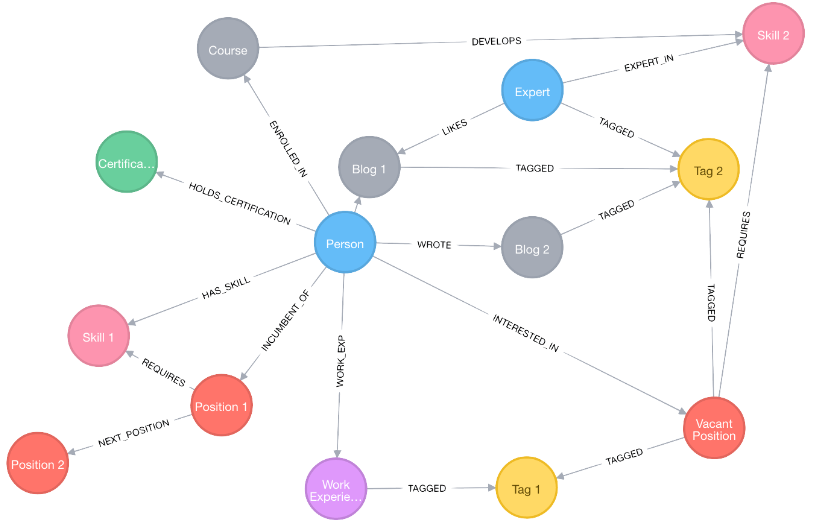 Skill 2
Course
DEVELOPS
EXPERT_IN
Expert
LIKES
TAGGED
ENROLLED_IN
Certifica...
Blog 1
TAGGED
Tag 2
HOLDS_CERTIFICATION
TAGGED
Person
WROTE
Blog 2
REQUIRES
HAS_SKILL
TAGGED
INCUMBENT_OF
INTERESTED_IN
Skill 1
WORK_EXP
REQUIRES
Position 1
NEXT_POSITION
Vacant
Position
Position 2
TAGGED
Work
Experie...
TAGGED
Tag 1